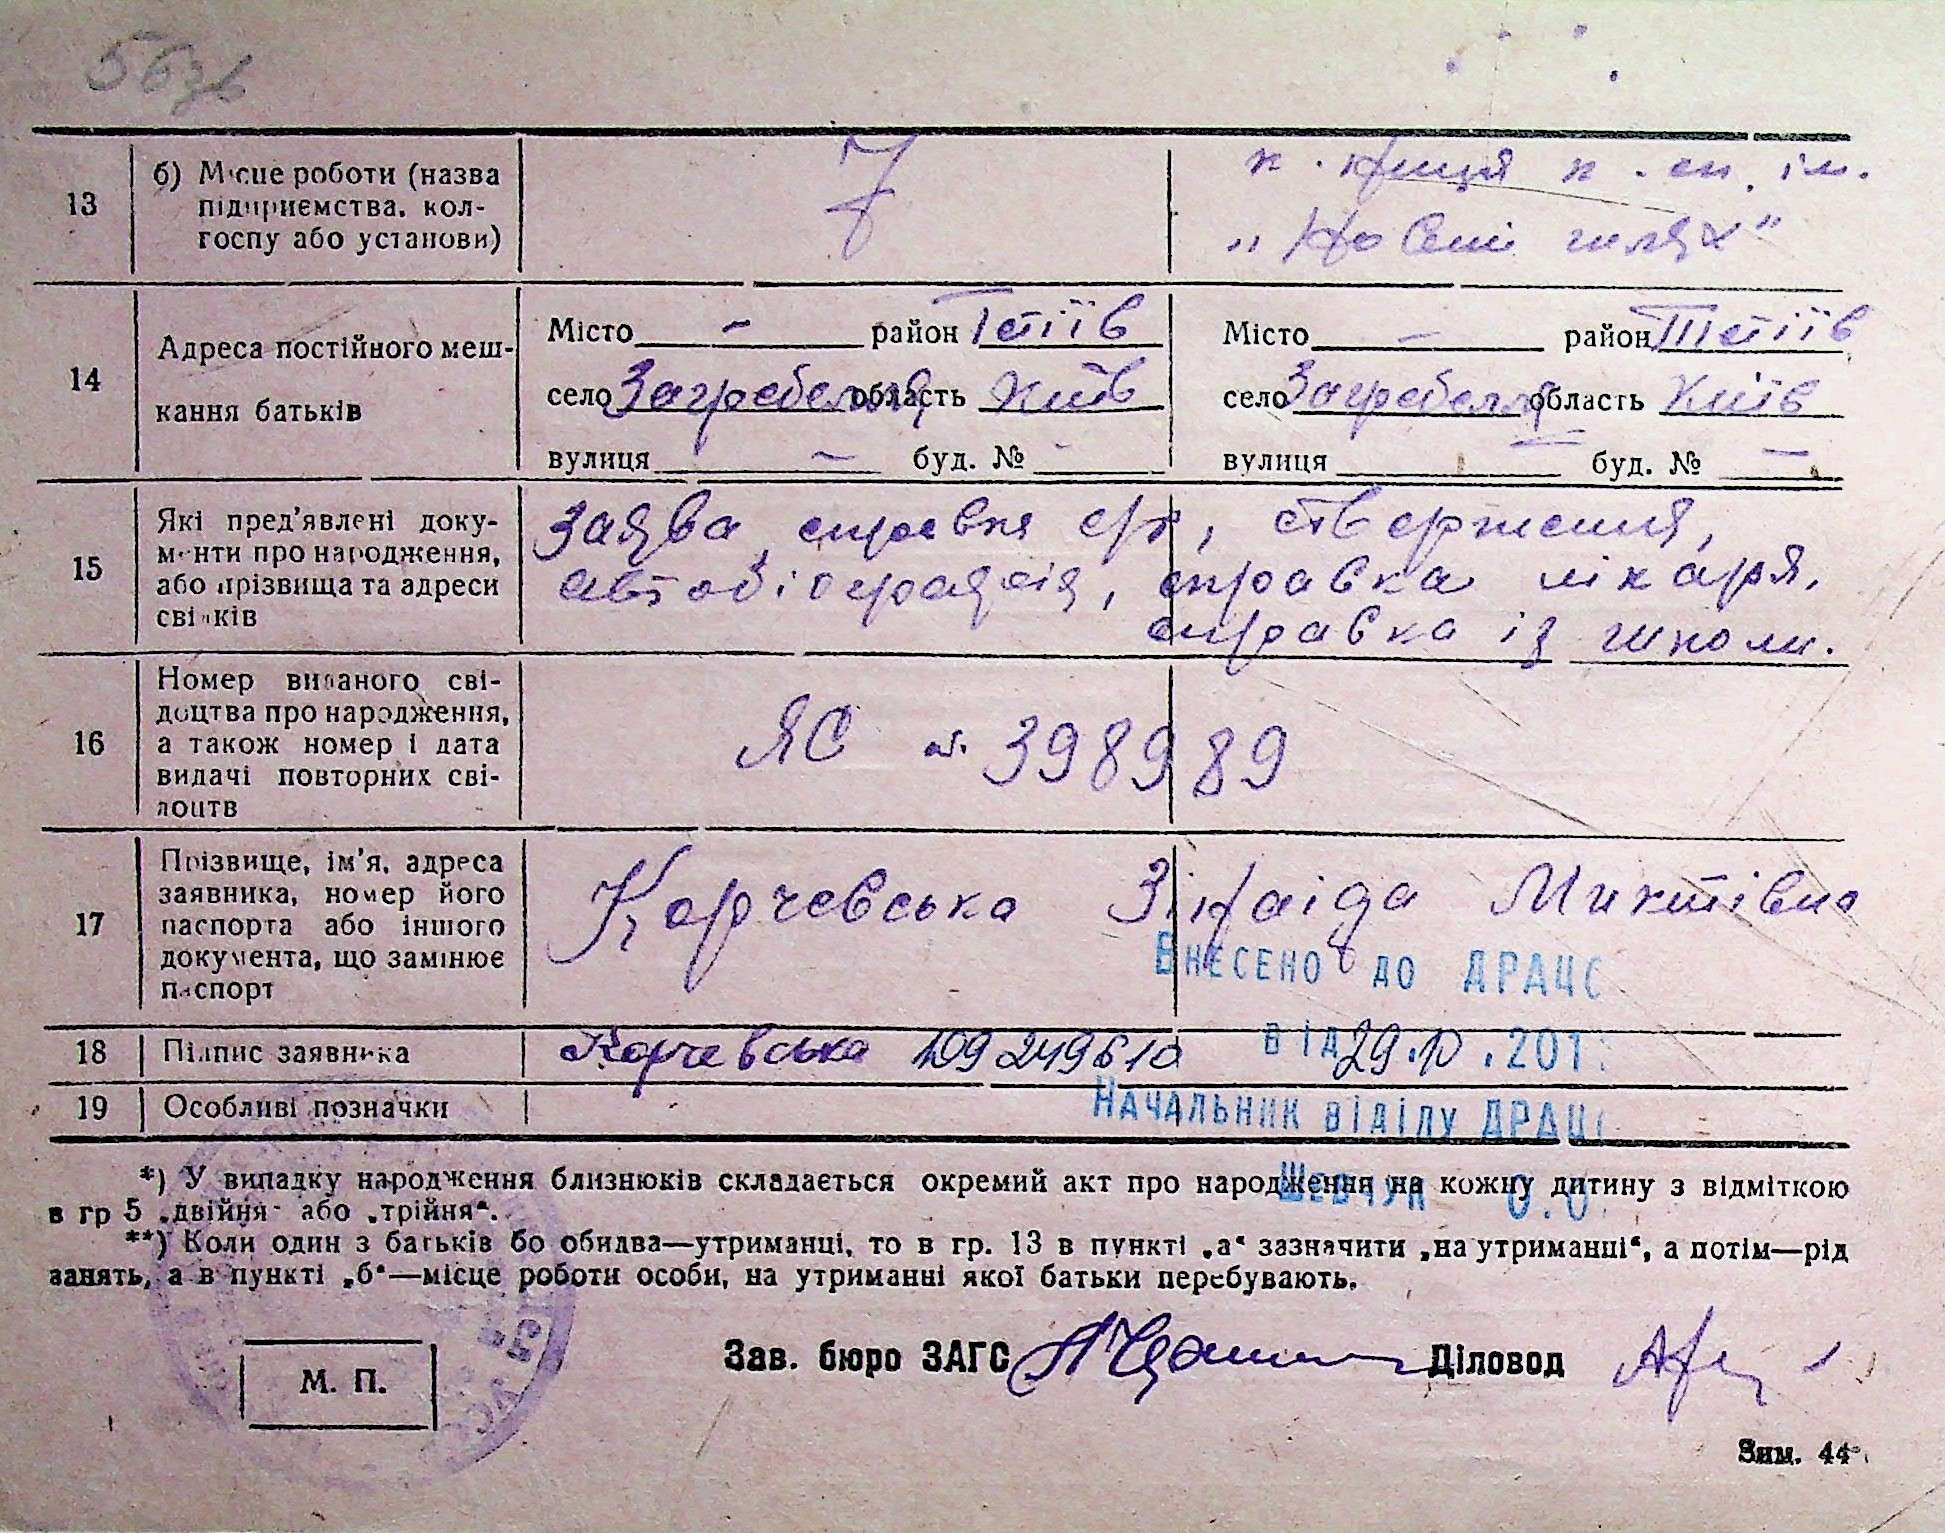 563в
13
б) Місце роботи (назва
підприємства, кол-
госпу або установи)
к. к-ниця к. сп. ім.
„Новий шлях"
14
Адреса постійного меш-
кання батьків
Місто - район Тетіїв
село Загребелля область Київ
вулиця - буд. № -
Місто - район Тетіїв
село Загребелля область Київ
вулиця - буд. № -
15
Які пред'явлені доку-
менти про народження,
або прізвища та адреси
свідків
Заява, справка с/р, ствердження,
автобіографія, справка лікаря,
справка із школи.
16
Номер виданого сві-
доцтва про народження,
а також номер і дата
видачі повторних сві-
доцтв
ЯС № 398989
17
Прізвище, ім'я, адреса
заявника, номер його
паспорта або іншого
документа, що замінює
паспорт
Корчевська Зінаїда Микитівна
ВНЕСЕНО ДО ДРАЦС
18
Підпис заявника
Корчевська 109249610
ВІД 29.10.201
19
Особливі позначки
НАЧАЛЬНИК ВІДІЛУ ДРАЦС
*) У випадку народження близнюків складається окремий акт про народження на кожну дитину з відміткою
ШЕВЧУК О.О
в гр 5 „двійня" або „трійня".
**) Коли один з батьків бо обидва—утриманці, то в гр. 13 в пункті „а" зазначити „на утриманні", а потім—рід
занять, а в пункті „б"—місце роботи особи, на утриманні якої батьки перебувають.
М. П.
Зав. бюро ЗАГС
Діловод
Зим. 44